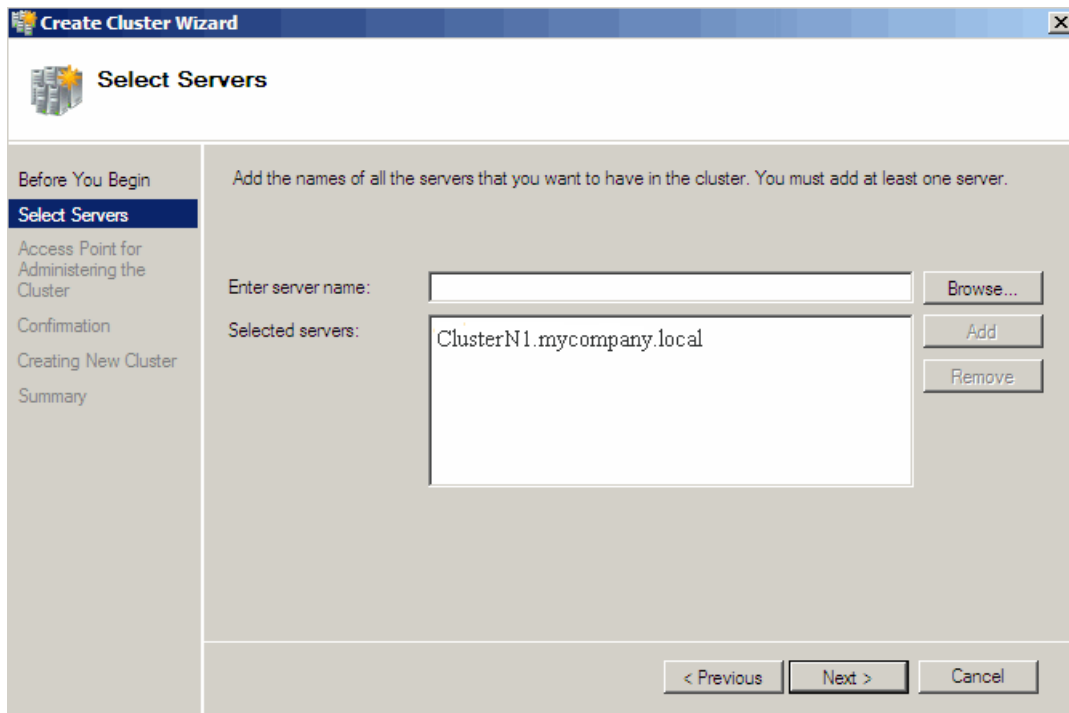 Create Cluster Wizard
Select Servers
Before You Begin
Select Servers
Access Point for
Administering the
Cluster
Confirmation
Creating New Cluster
Summary
Add the names of all the servers that you want to have in the cluster. You must add at least one server.
Enter server name:
Browse...
Selected servers:
ClusterN1.mycompany.local
Add
Remove
< Previous
Next >
Cancel